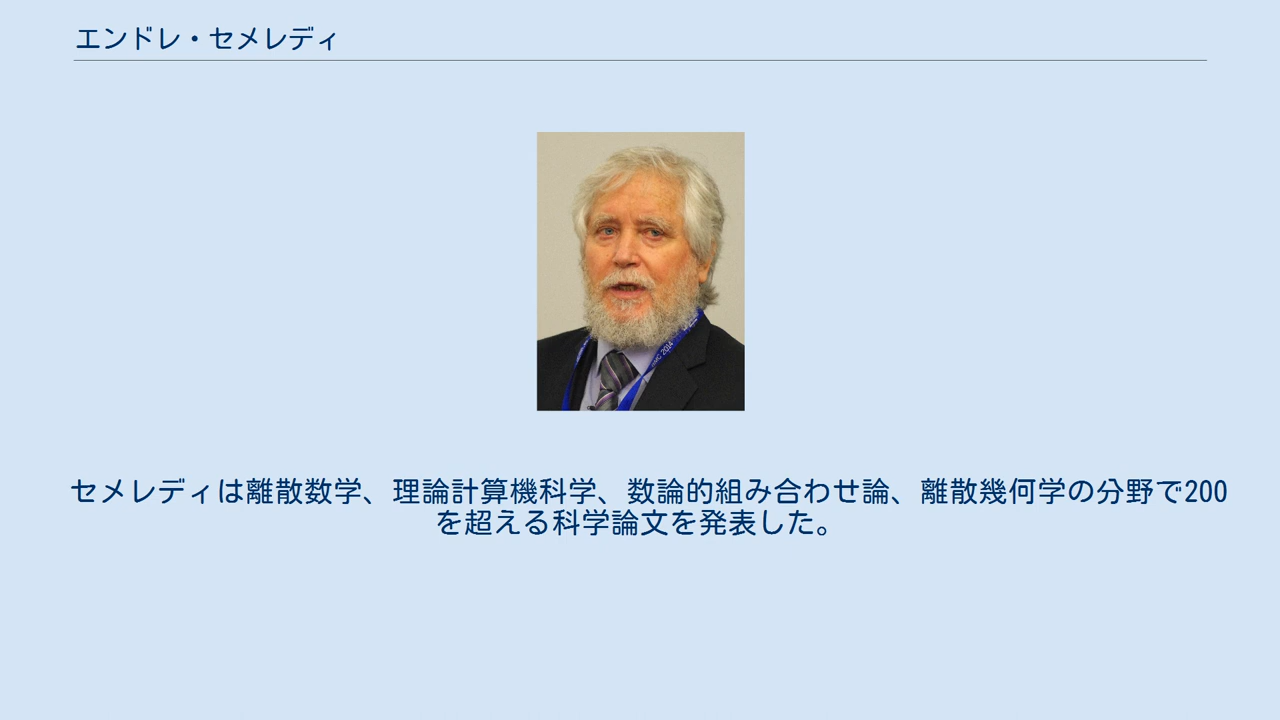 エンドレ・セメレディ
セメレディは離散数学、理論計算機科学、数論的組み合わせ論、離散幾何学の分野で200
を超える科学論文を発表した。